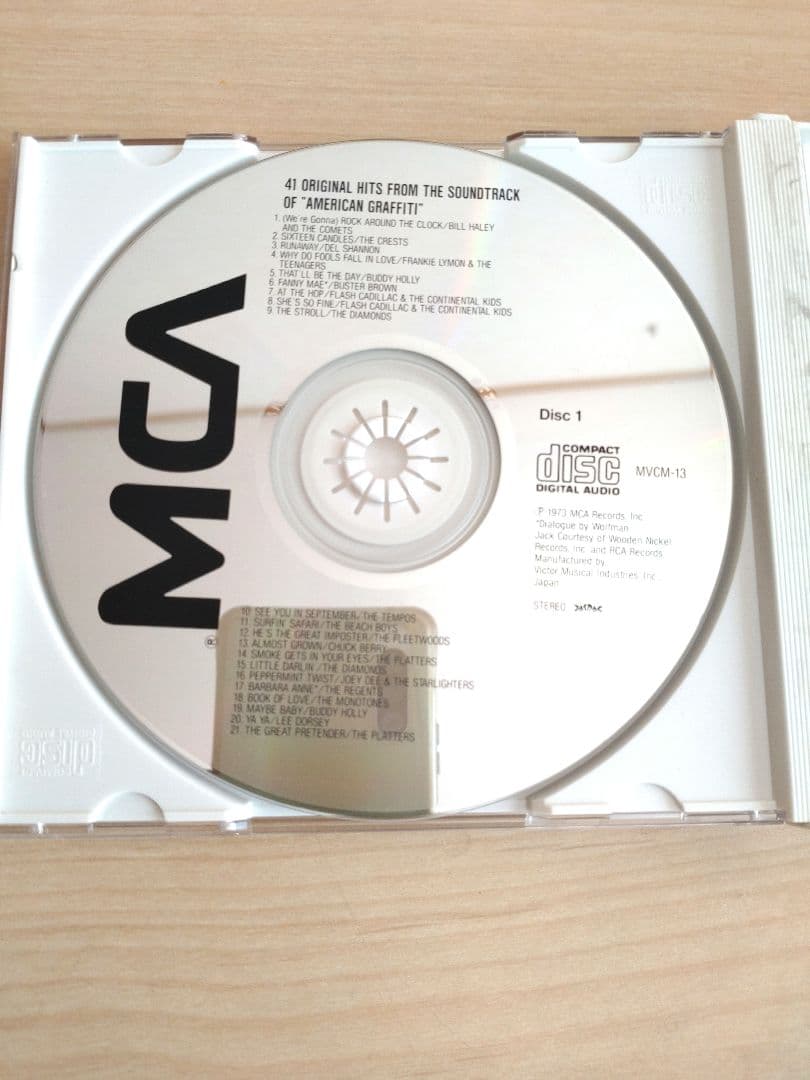 41 ORIGINAL HITS FROM THE SOUNDTRACK
OF "AMERICAN GRAFFITI"
1. (We're Gonna) ROCK AROUND THE CLOCK/BILL HALEY
AND THE COMETS
2. SIXTEEN CANDLES/THE CRESTS
3. RUNAWAY/DEL SHANNON
4. WHY DO FOOLS FALL IN LOVE/FRANKIE LYMON & THE
TEENAGERS
5. THAT'LL BE THE DAY/BUDDY HOLLY
6. FANNY MAE*/BUSTER BROWN
7. AT THE HOP/FLASH CADILLAC & THE CONTINENTAL KIDS
8. SHE'S SO FINE/FLASH CADILLAC & THE CONTINENTAL KIDS
9. THE STROLL/THE DIAMONDS
MCA
Disc 1
COMPACT
disc
DIGITAL AUDIO
MVCM-13
℗ 1973 MCA Records, Inc.
*Dialogue by Wolfman
Jack Courtesy of Wooden Nickel
Records, Inc. and RCA Records
Manufactured by
Victor Musical Industries, Inc.,
Japan
STEREO
10. SEE YOU IN SEPTEMBER/THE TEMPOS
11. SURFIN' SAFARI/THE BEACH BOYS
12. HE'S THE GREAT IMPOSTER/THE FLEETWOODS
13. ALMOST GROWN/CHUCK BERRY
14. SMOKE GETS IN YOUR EYES/THE PLATTERS
15. LITTLE DARLIN'/THE DIAMONDS
16. PEPPERMINT TWIST/JOEY DEE & THE STARLIGHTERS
17. BARBARA ANNE*/THE REGENTS
18. BOOK OF LOVE/THE MONOTONES
19. MAYBE BABY/BUDDY HOLLY
20. YA YA/LEE DORSEY
21. THE GREAT PRETENDER/THE PLATTERS
disc